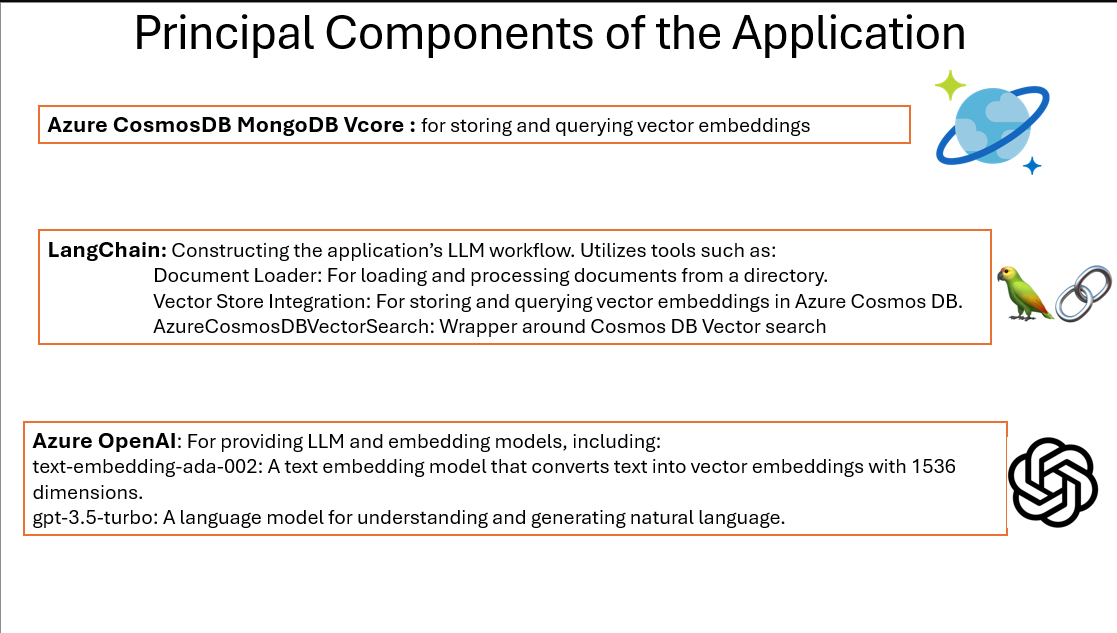 Principal Components of the Application
Azure CosmosDB MongoDB Vcore : for storing and querying vector embeddings
LangChain: Constructing the application’s LLM workflow. Utilizes tools such as:
Document Loader: For loading and processing documents from a directory.
Vector Store Integration: For storing and querying vector embeddings in Azure Cosmos DB.
AzureCosmosDBVectorSearch: Wrapper around Cosmos DB Vector search
Azure OpenAI: For providing LLM and embedding models, including:
text-embedding-ada-002: A text embedding model that converts text into vector embeddings with 1536
dimensions.
gpt-3.5-turbo: A language model for understanding and generating natural language.